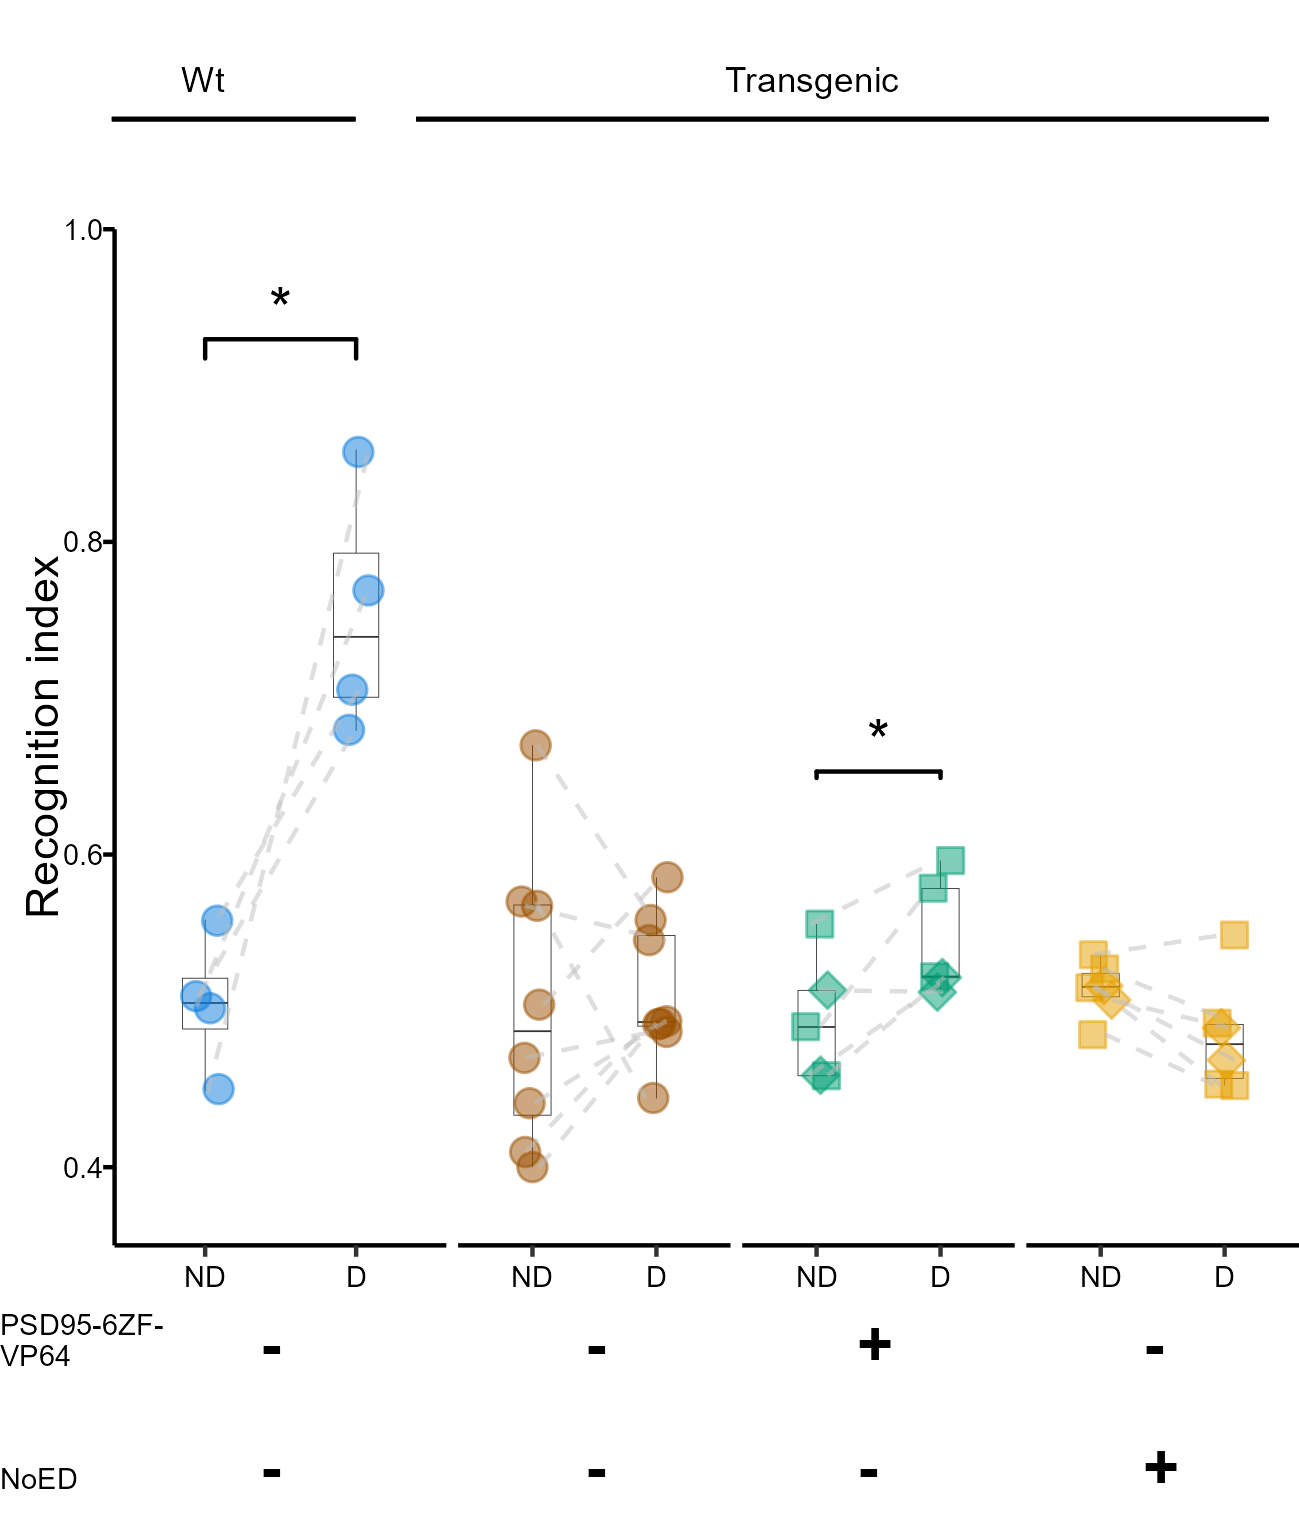 Wt Transgenic
1.0
*
0.8
Recognition index
*
0.6
0.4
ND D ND D ND D ND D
PSD95-6ZF-
VP64 - - + -
NoED - - - +